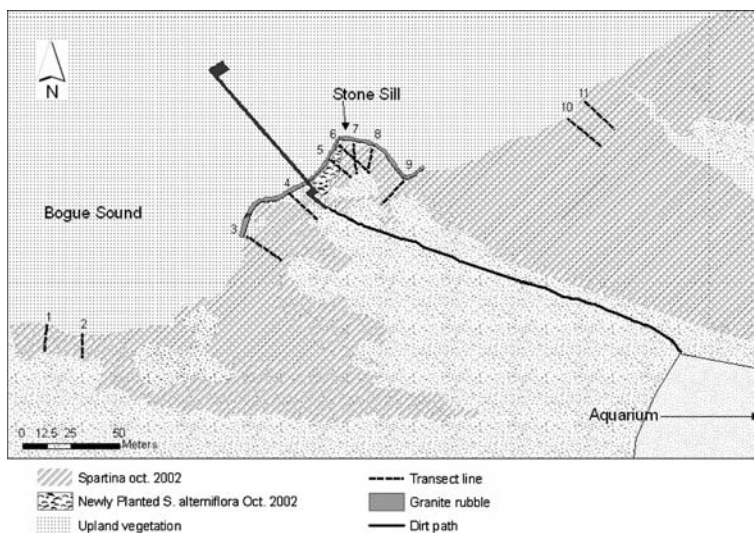 N
Stone Sill
11
10
7
6
8
5
9
4
Bogue Sound
3
1
2
Aquarium
0 12.5 25 50
Meters
Spartina oct. 2002
Transect line
Newly Planted S. alterniflora Oct. 2002
Granite rubble
Upland vegetation
Dirt path